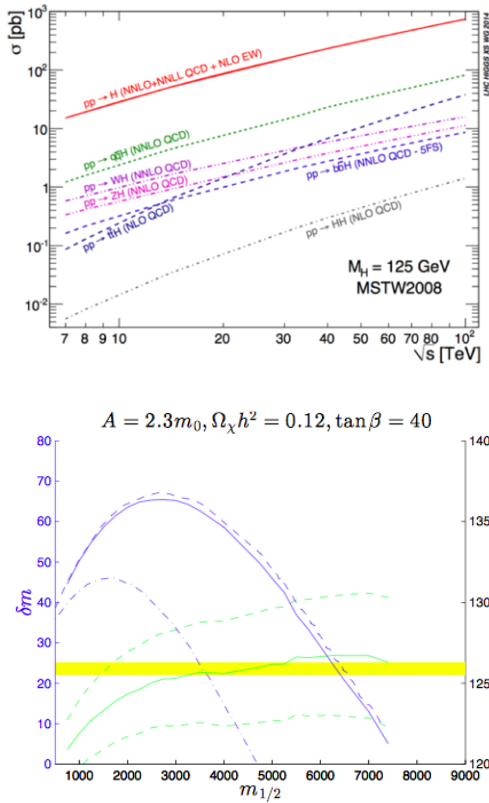 σ [pb]
10³
10²
10
1
10⁻¹
10⁻²
pp → H (NNLO+NNLL QCD + NLO EW)
pp → qqH (NNLO QCD)
pp → WH (NNLO QCD)
pp → ZH (NNLO QCD)
pp → ttH (NLO QCD)
pp → bbH (NNLO QCD - 5FS)
pp → HH (NLO QCD)
M_H = 125 GeV
MSTW2008
LHC HIGGS XS WG 2014
7 8 9 10 20 30 40 50 60 70 80 10²
√s [TeV]
A = 2.3m₀, Ω_χh² = 0.12, tan β = 40
80 140
70
60 135
50
40 130
30
20 125
10
0 120
δm
1000 2000 3000 4000 5000 6000 7000 8000 9000
m_{1/2}